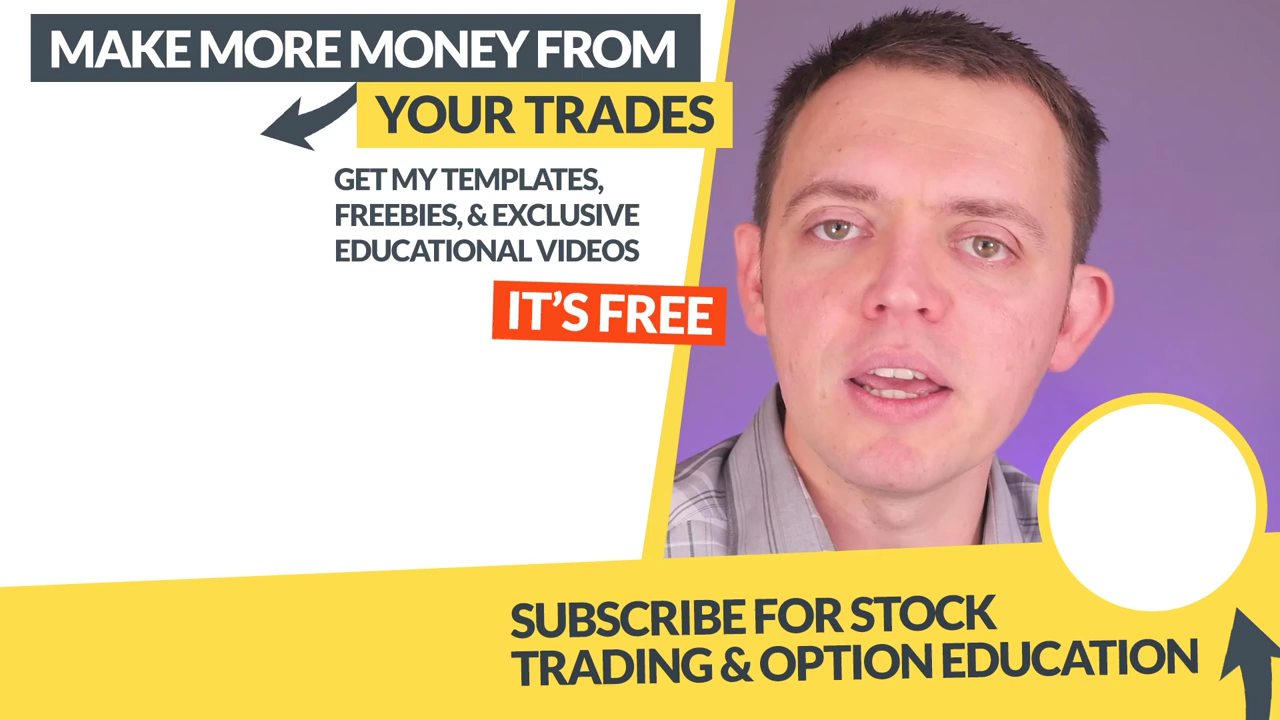 MAKE MORE MONEY FROM
YOUR TRADES
GET MY TEMPLATES,
FREEBIES, & EXCLUSIVE
EDUCATIONAL VIDEOS
IT'S FREE
SUBSCRIBE FOR STOCK
TRADING & OPTION EDUCATION